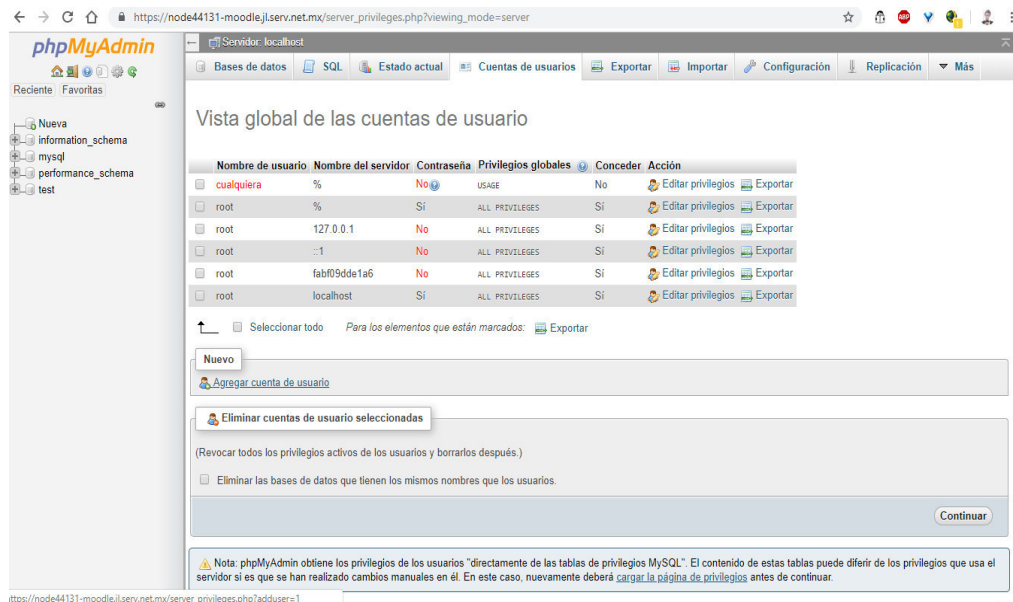 https://node44131-moodle.jl.serv.net.mx/server_privileges.php?viewing_mode=server
ABP
phpMyAdmin
Reciente Favoritas
Nueva
information_schema
mysql
performance_schema
test
Servidor: localhost
Bases de datos SQL Estado actual Cuentas de usuarios Exportar Importar Configuración Replicación Más
Vista global de las cuentas de usuario
Nombre de usuario Nombre del servidor Contraseña Privilegios globales Conceder Acción
cualquiera % No USAGE No Editar privilegios Exportar
root % Sí ALL PRIVILEGES Sí Editar privilegios Exportar
root 127.0.0.1 No ALL PRIVILEGES Sí Editar privilegios Exportar
root ::1 No ALL PRIVILEGES Sí Editar privilegios Exportar
root fabf09dde1a6 No ALL PRIVILEGES Sí Editar privilegios Exportar
root localhost Sí ALL PRIVILEGES Sí Editar privilegios Exportar
Seleccionar todo Para los elementos que están marcados: Exportar
Nuevo
Agregar cuenta de usuario
Eliminar cuentas de usuario seleccionadas
(Revocar todos los privilegios activos de los usuarios y borrarlos después.)
Eliminar las bases de datos que tienen los mismos nombres que los usuarios.
Continuar
Nota: phpMyAdmin obtiene los privilegios de los usuarios "directamente de las tablas de privilegios MySQL". El contenido de estas tablas puede diferir de los privilegios que usa el
servidor si es que se han realizado cambios manuales en él. En este caso, nuevamente deberá cargar la página de privilegios antes de continuar.
https://node44131-moodle.jl.serv.net.mx/server_privileges.php?adduser=1